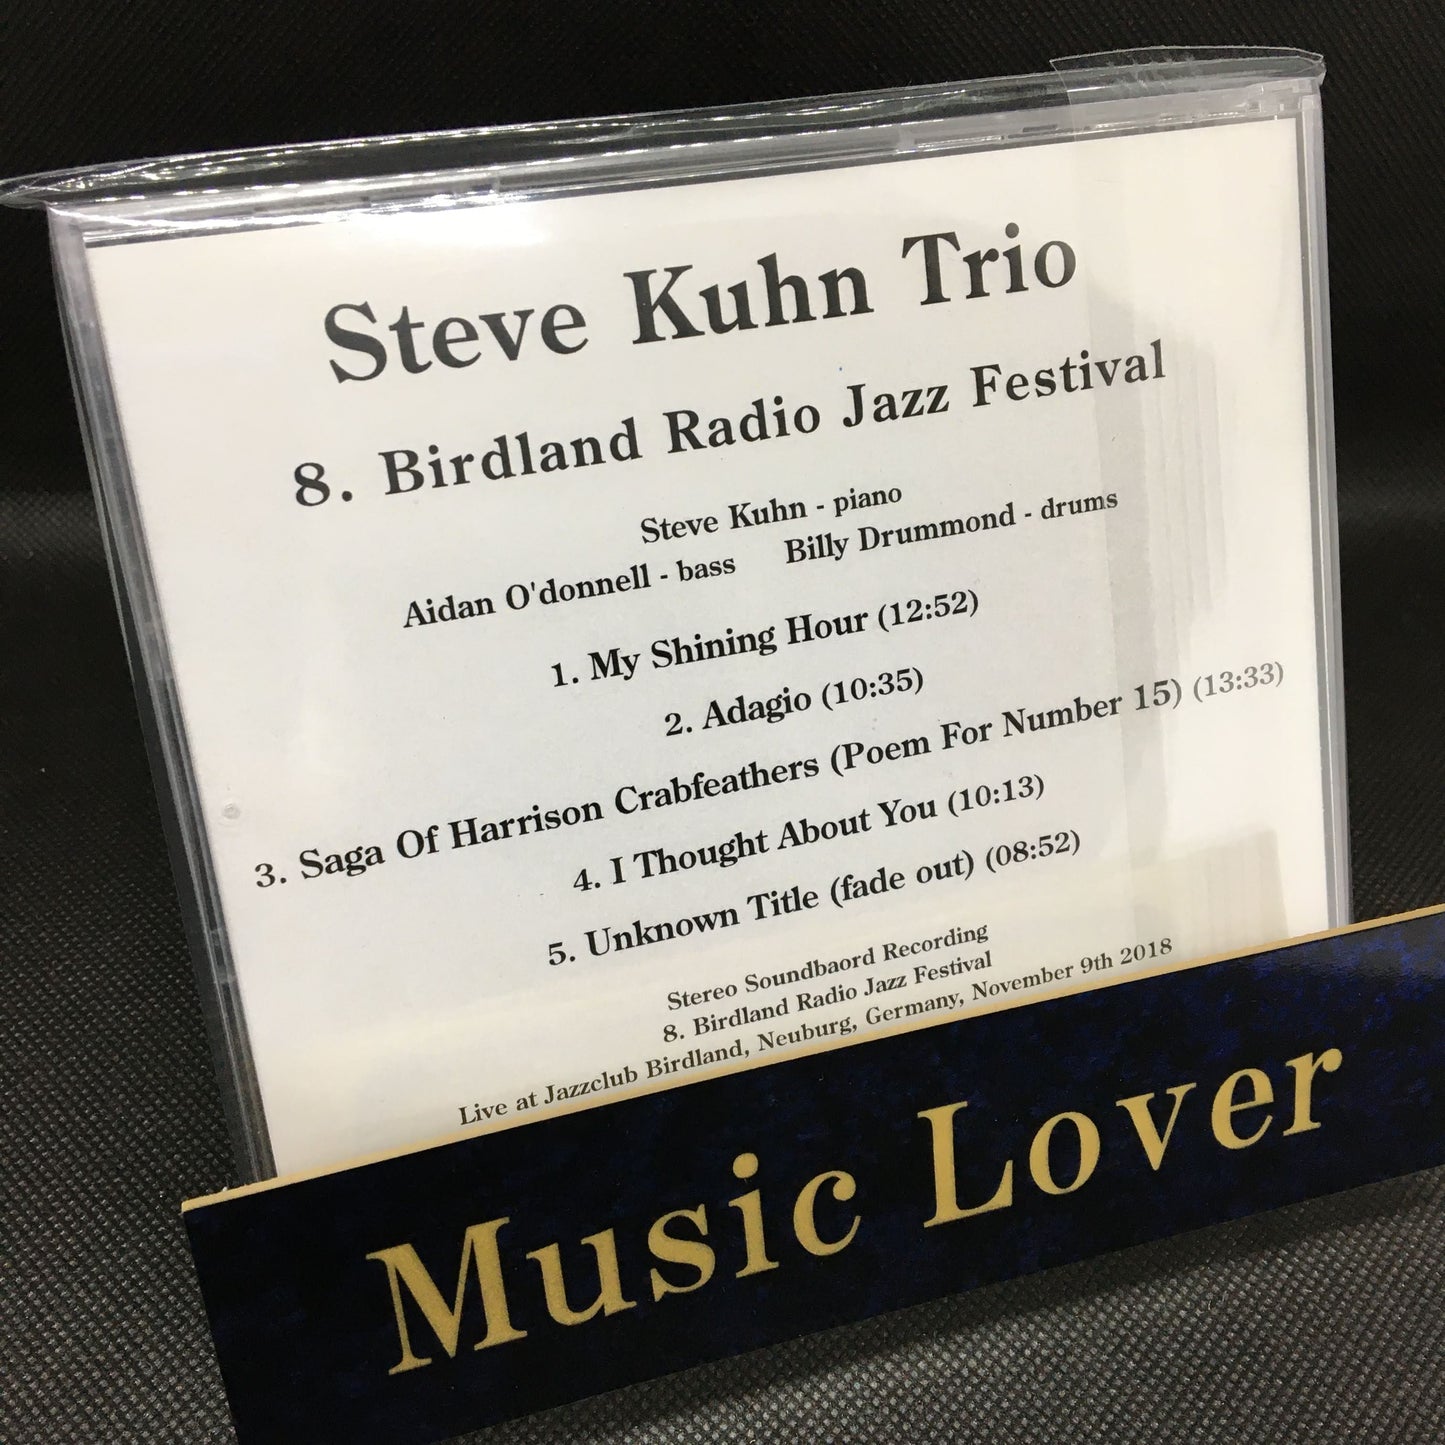 Steve Kuhn Trio
8. Birdland Radio Jazz Festival
Steve Kuhn - piano
Aidan O'donnell - bass Billy Drummond - drums
1. My Shining Hour (12:52)
2. Adagio (10:35)
3. Saga Of Harrison Crabfeathers (Poem For Number 15) (13:33)
4. I Thought About You (10:13)
5. Unknown Title (fade out) (08:52)
Stereo Soundbaord Recording
8. Birdland Radio Jazz Festival
Live at Jazzclub Birdland, Neuburg, Germany, November 9th 2018
Music Lover